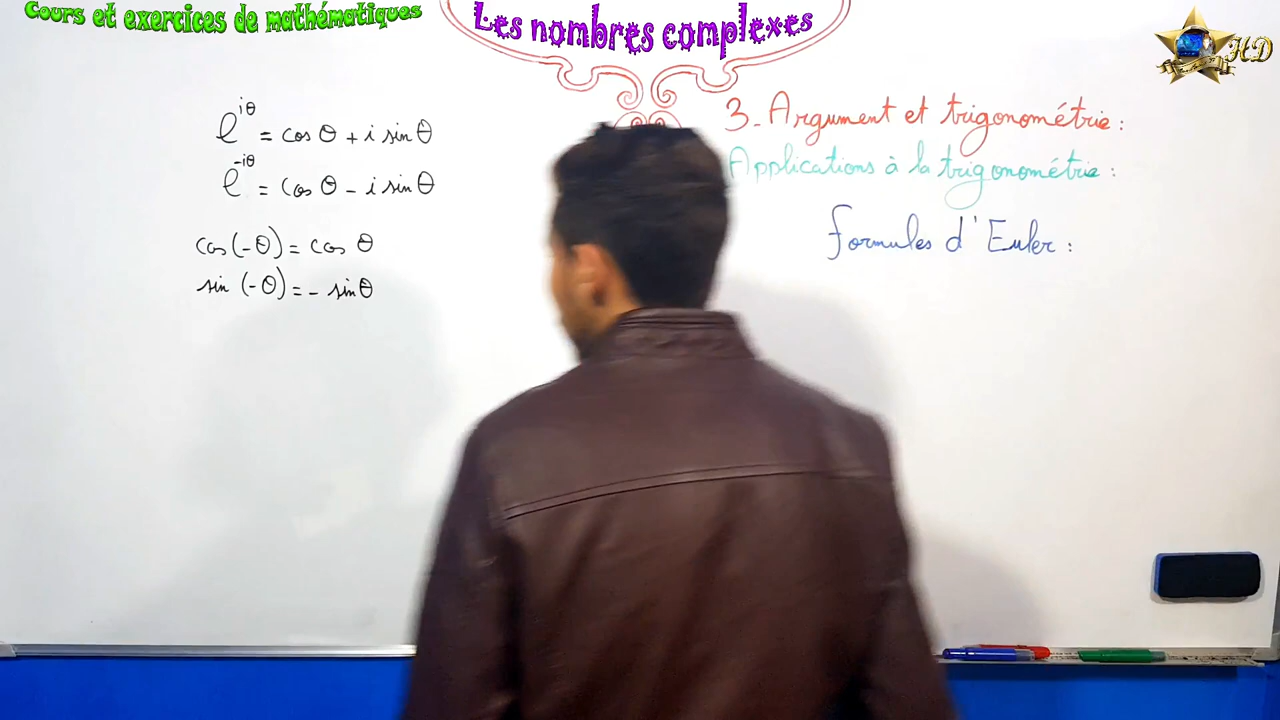 Cours et exercices de mathématiques
Les nombres complexes
HD
e^{iθ} = cos θ + i sin θ
e^{-iθ} = cos θ - i sin θ
cos(-θ) = cos θ
sin (-θ) = - sin θ
3- Argument et trigonométrie :
Applications à la trigonométrie :
formules d'Euler :